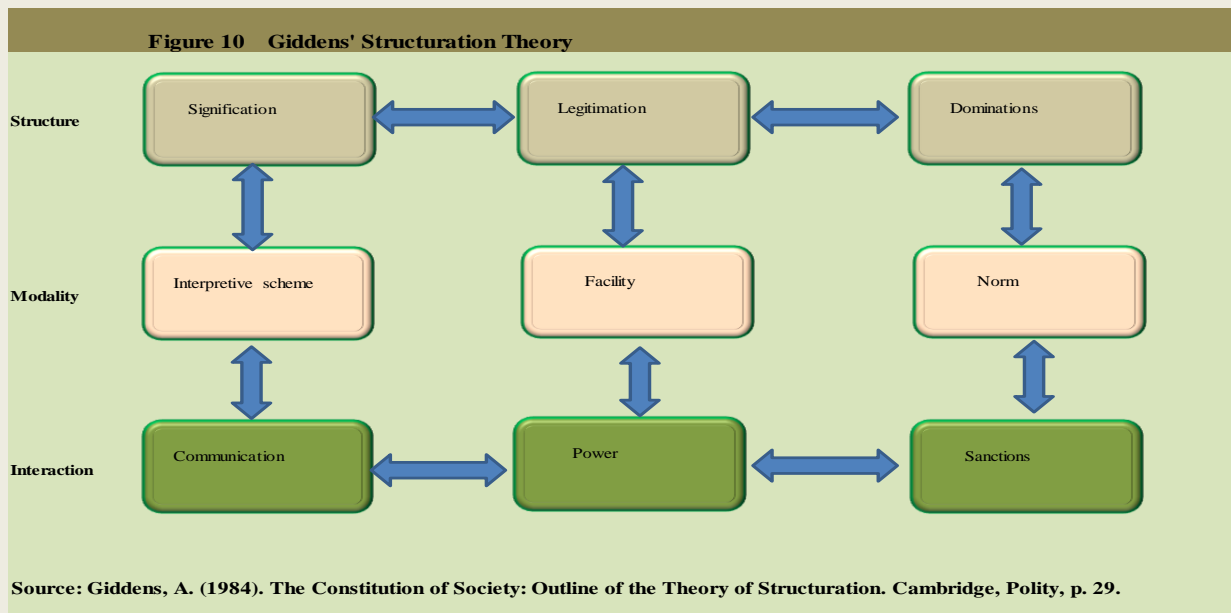 Figure 10 Giddens' Structuration Theory
Structure
Signification
Legitimation
Dominations
Modality
Interpretive scheme
Facility
Norm
Interaction
Communication
Power
Sanctions
Source: Giddens, A. (1984). The Constitution of Society: Outline of the Theory of Structuration. Cambridge, Polity, p. 29.